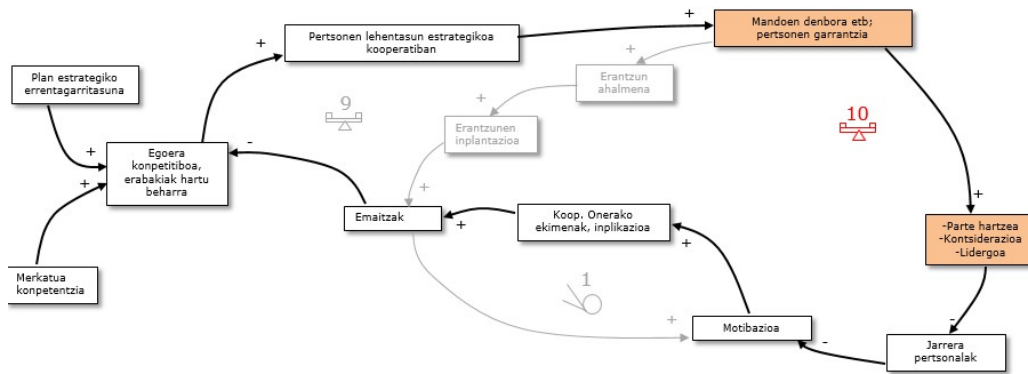 Pertsonen lehentasun estrategikoa
kooperatiban
Mandoen denbora etb;
pertsonen garrantzia
Plan estrategiko
errentagarritasuna
Erantzun
ahalmena
9
10
Erantzunen
inplantazioa
Egoera
konpetitiboa,
erabakiak hartu
beharra
Emaitzak
Koop. Onerako
ekimenak, inplikazioa
-Parte hartzea
-Kontsiderazioa
-Lidergoa
Merkatua
konpetentzia
1
Motibazioa
Jarrera
pertsonalak
+
+
+
+
+
+
+
+
+
+
+
-
-
-